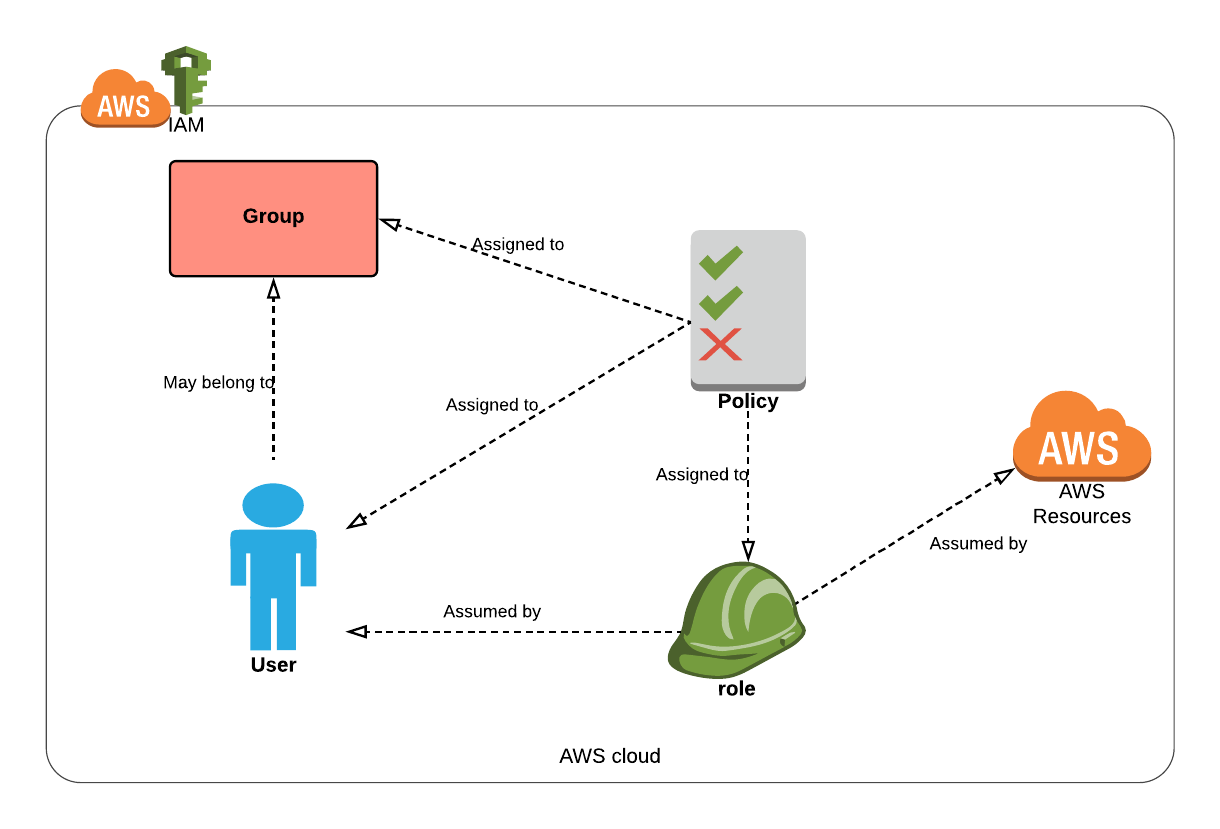 AWS
IAM
Group
Assigned to
May belong to
Assigned to
Policy
Assigned to
AWS
AWS
Resources
Assumed by
Assumed by
User
role
AWS cloud